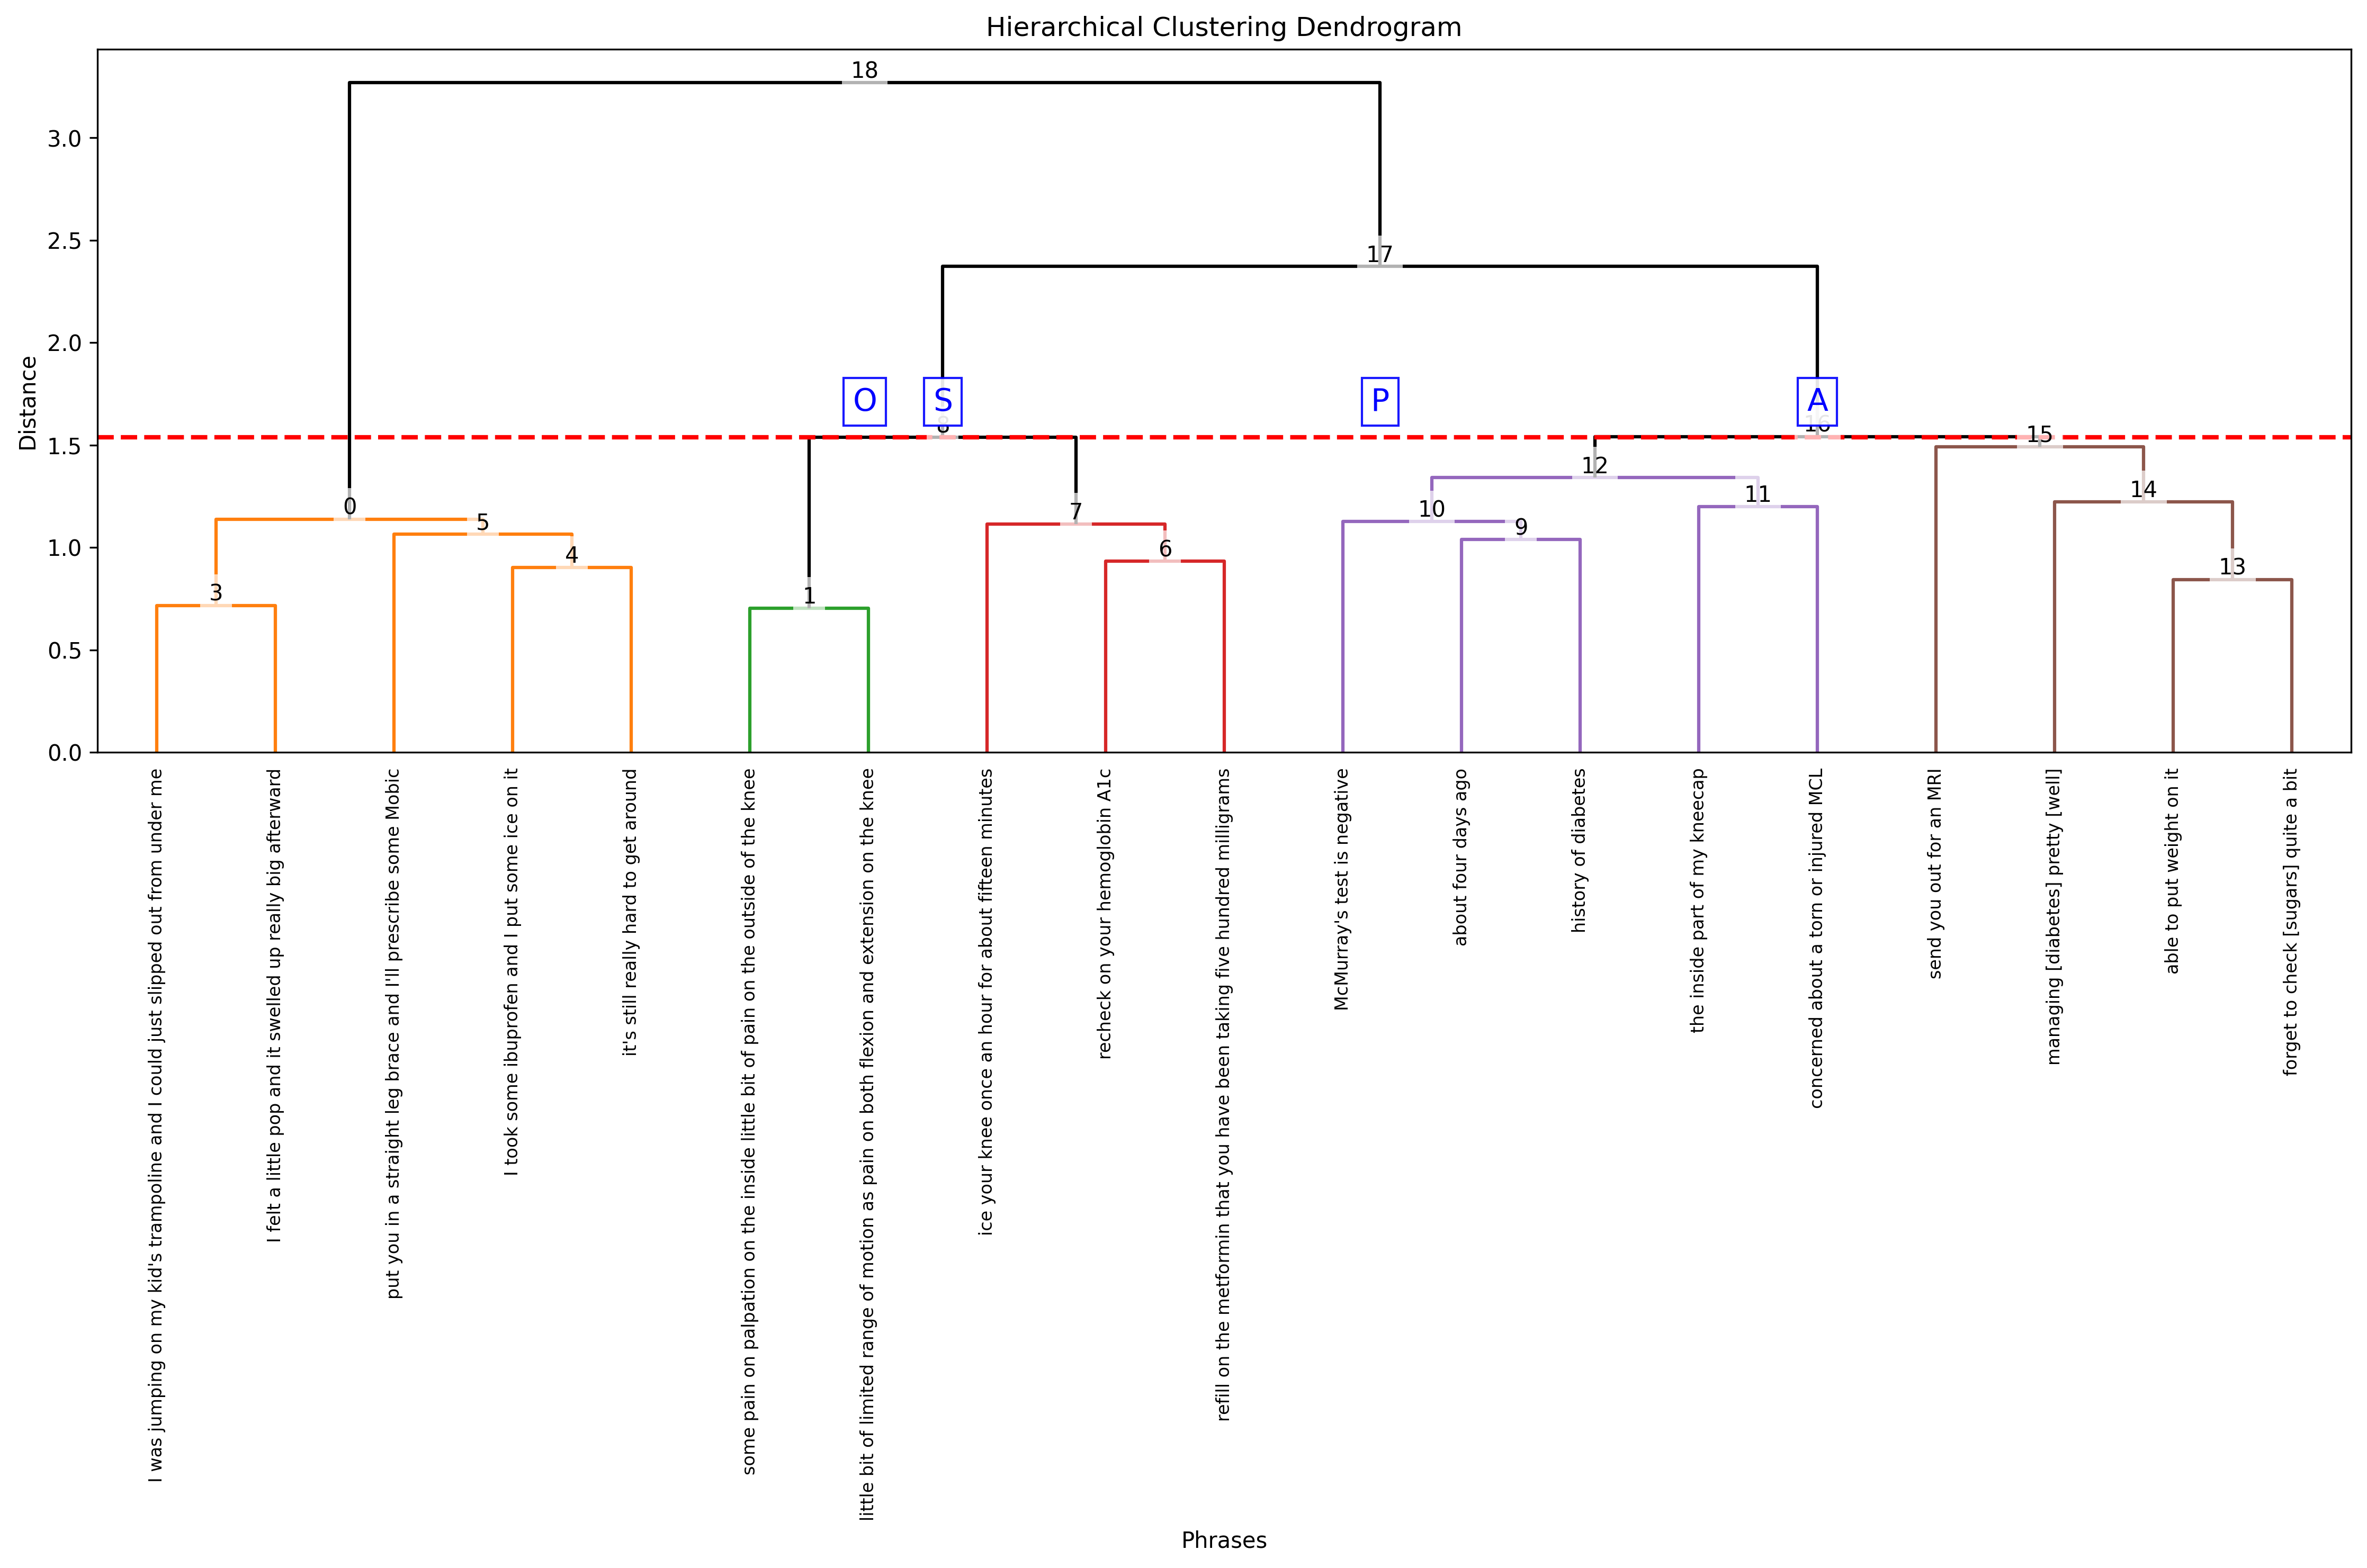 Hierarchical Clustering Dendrogram
18
3.0
17
2.5
2.0
O S P A
8
16
1.5
15
12
14
11
10
9
0
5
7
6
4
13
3
1
1.0
0.5
0.0
Distance
I was jumping on my kid's trampoline and I could just slipped out from under me
I felt a little pop and it swelled up really big afterward
put you in a straight leg brace and I'll prescribe some Mobic
I took some ibuprofen and I put some ice on it
it's still really hard to get around
some pain on palpation on the inside little bit of pain on the outside of the knee
little bit of limited range of motion as pain on both flexion and extension on the knee
ice your knee once an hour for about fifteen minutes
recheck on your hemoglobin A1c
refill on the metformin that you have been taking five hundred milligrams
McMurray's test is negative
about four days ago
history of diabetes
the inside part of my kneecap
concerned about a torn or injured MCL
send you out for an MRI
managing [diabetes] pretty [well]
able to put weight on it
forget to check [sugars] quite a bit
Phrases